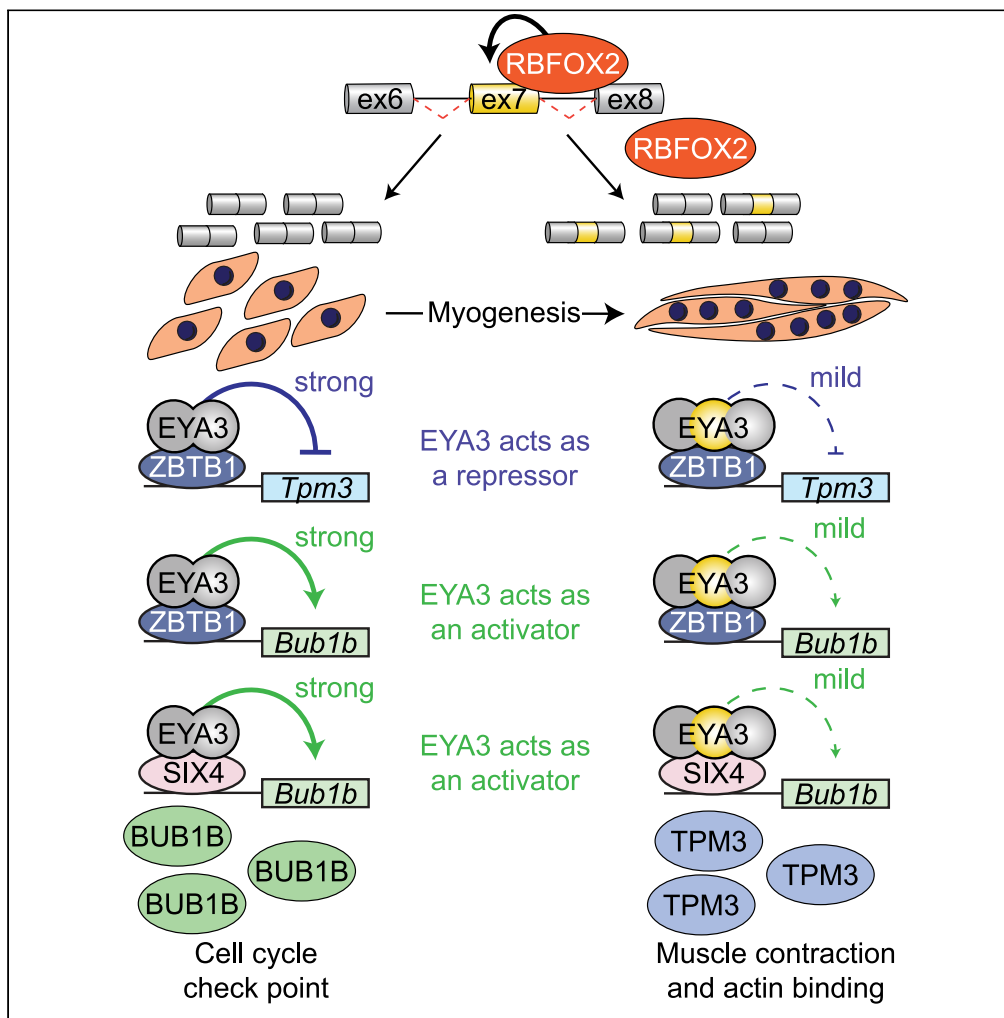 RBFOX2
ex6
ex7
ex8
RBFOX2
Myogenesis
strong
mild
EYA3
ZBTB1
Tpm3
EYA3 acts as
a repressor
EYA3
ZBTB1
Tpm3
strong
mild
EYA3
ZBTB1
Bub1b
EYA3 acts as
an activator
EYA3
ZBTB1
Bub1b
strong
mild
EYA3
SIX4
Bub1b
EYA3 acts as
an activator
EYA3
SIX4
Bub1b
BUB1B
BUB1B
BUB1B
TPM3
TPM3
TPM3
Cell cycle
check point
Muscle contraction
and actin binding